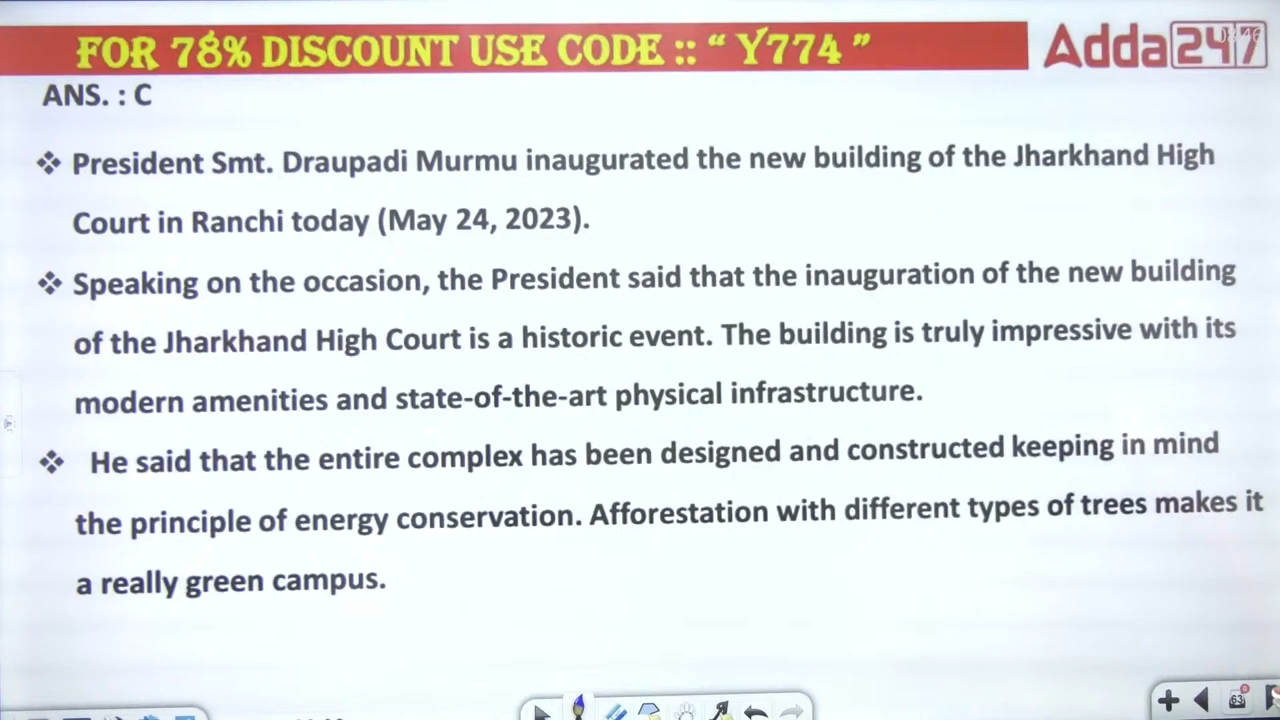 FOR 78% DISCOUNT USE CODE :: “ Y774 ”
Adda247
08:46
ANS. : C
❖ President Smt. Draupadi Murmu inaugurated the new building of the Jharkhand High
Court in Ranchi today (May 24, 2023).
❖ Speaking on the occasion, the President said that the inauguration of the new building
of the Jharkhand High Court is a historic event. The building is truly impressive with its
modern amenities and state-of-the-art physical infrastructure.
❖ He said that the entire complex has been designed and constructed keeping in mind
the principle of energy conservation. Afforestation with different types of trees makes it
a really green campus.
63